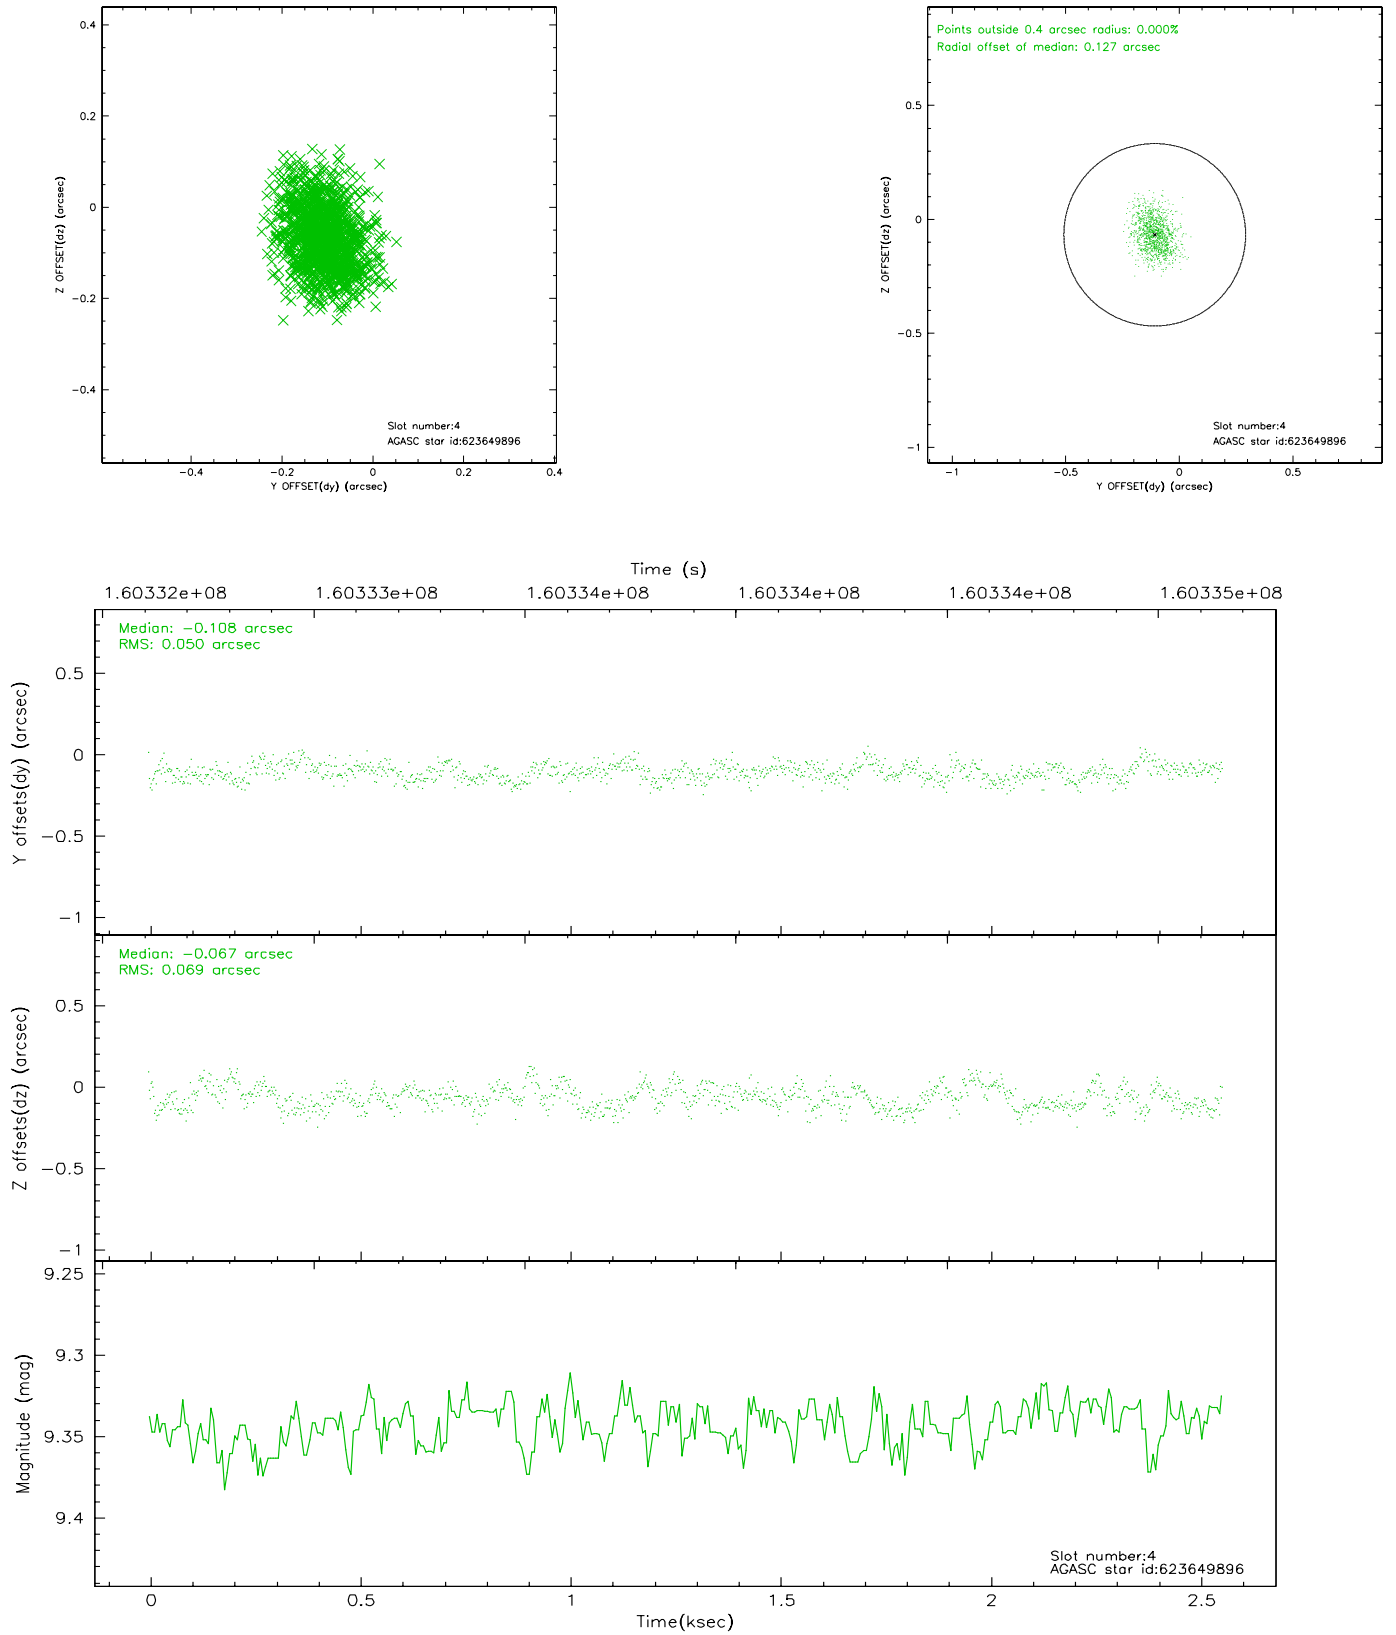 0.4
0.2
0
−0.2
−0.4
Z OFFSET(dz) (arcsec)
Slot number:4
AGASC star id:623649896
−0.4 −0.2 0 0.2 0.4
Y OFFSET(dy) (arcsec)
Points outside 0.4 arcsec radius: 0.000%
Radial offset of median: 0.127 arcsec
0.5
0
−0.5
−1
Z OFFSET(dz) (arcsec)
Slot number:4
AGASC star id:623649896
−1 −0.5 0 0.5
Y OFFSET(dy) (arcsec)
Time (s)
1.60332e+08 1.60333e+08 1.60334e+08 1.60334e+08 1.60334e+08 1.60335e+08
Median: −0.108 arcsec
RMS: 0.050 arcsec
0.5
0
−0.5
−1
Y offsets(dy) (arcsec)
Median: −0.067 arcsec
RMS: 0.069 arcsec
0.5
0
−0.5
−1
Z offsets(dz) (arcsec)
9.25
9.3
9.35
9.4
Magnitude (mag)
Slot number:4
AGASC star id:623649896
0 0.5 1 1.5 2 2.5
Time(ksec)